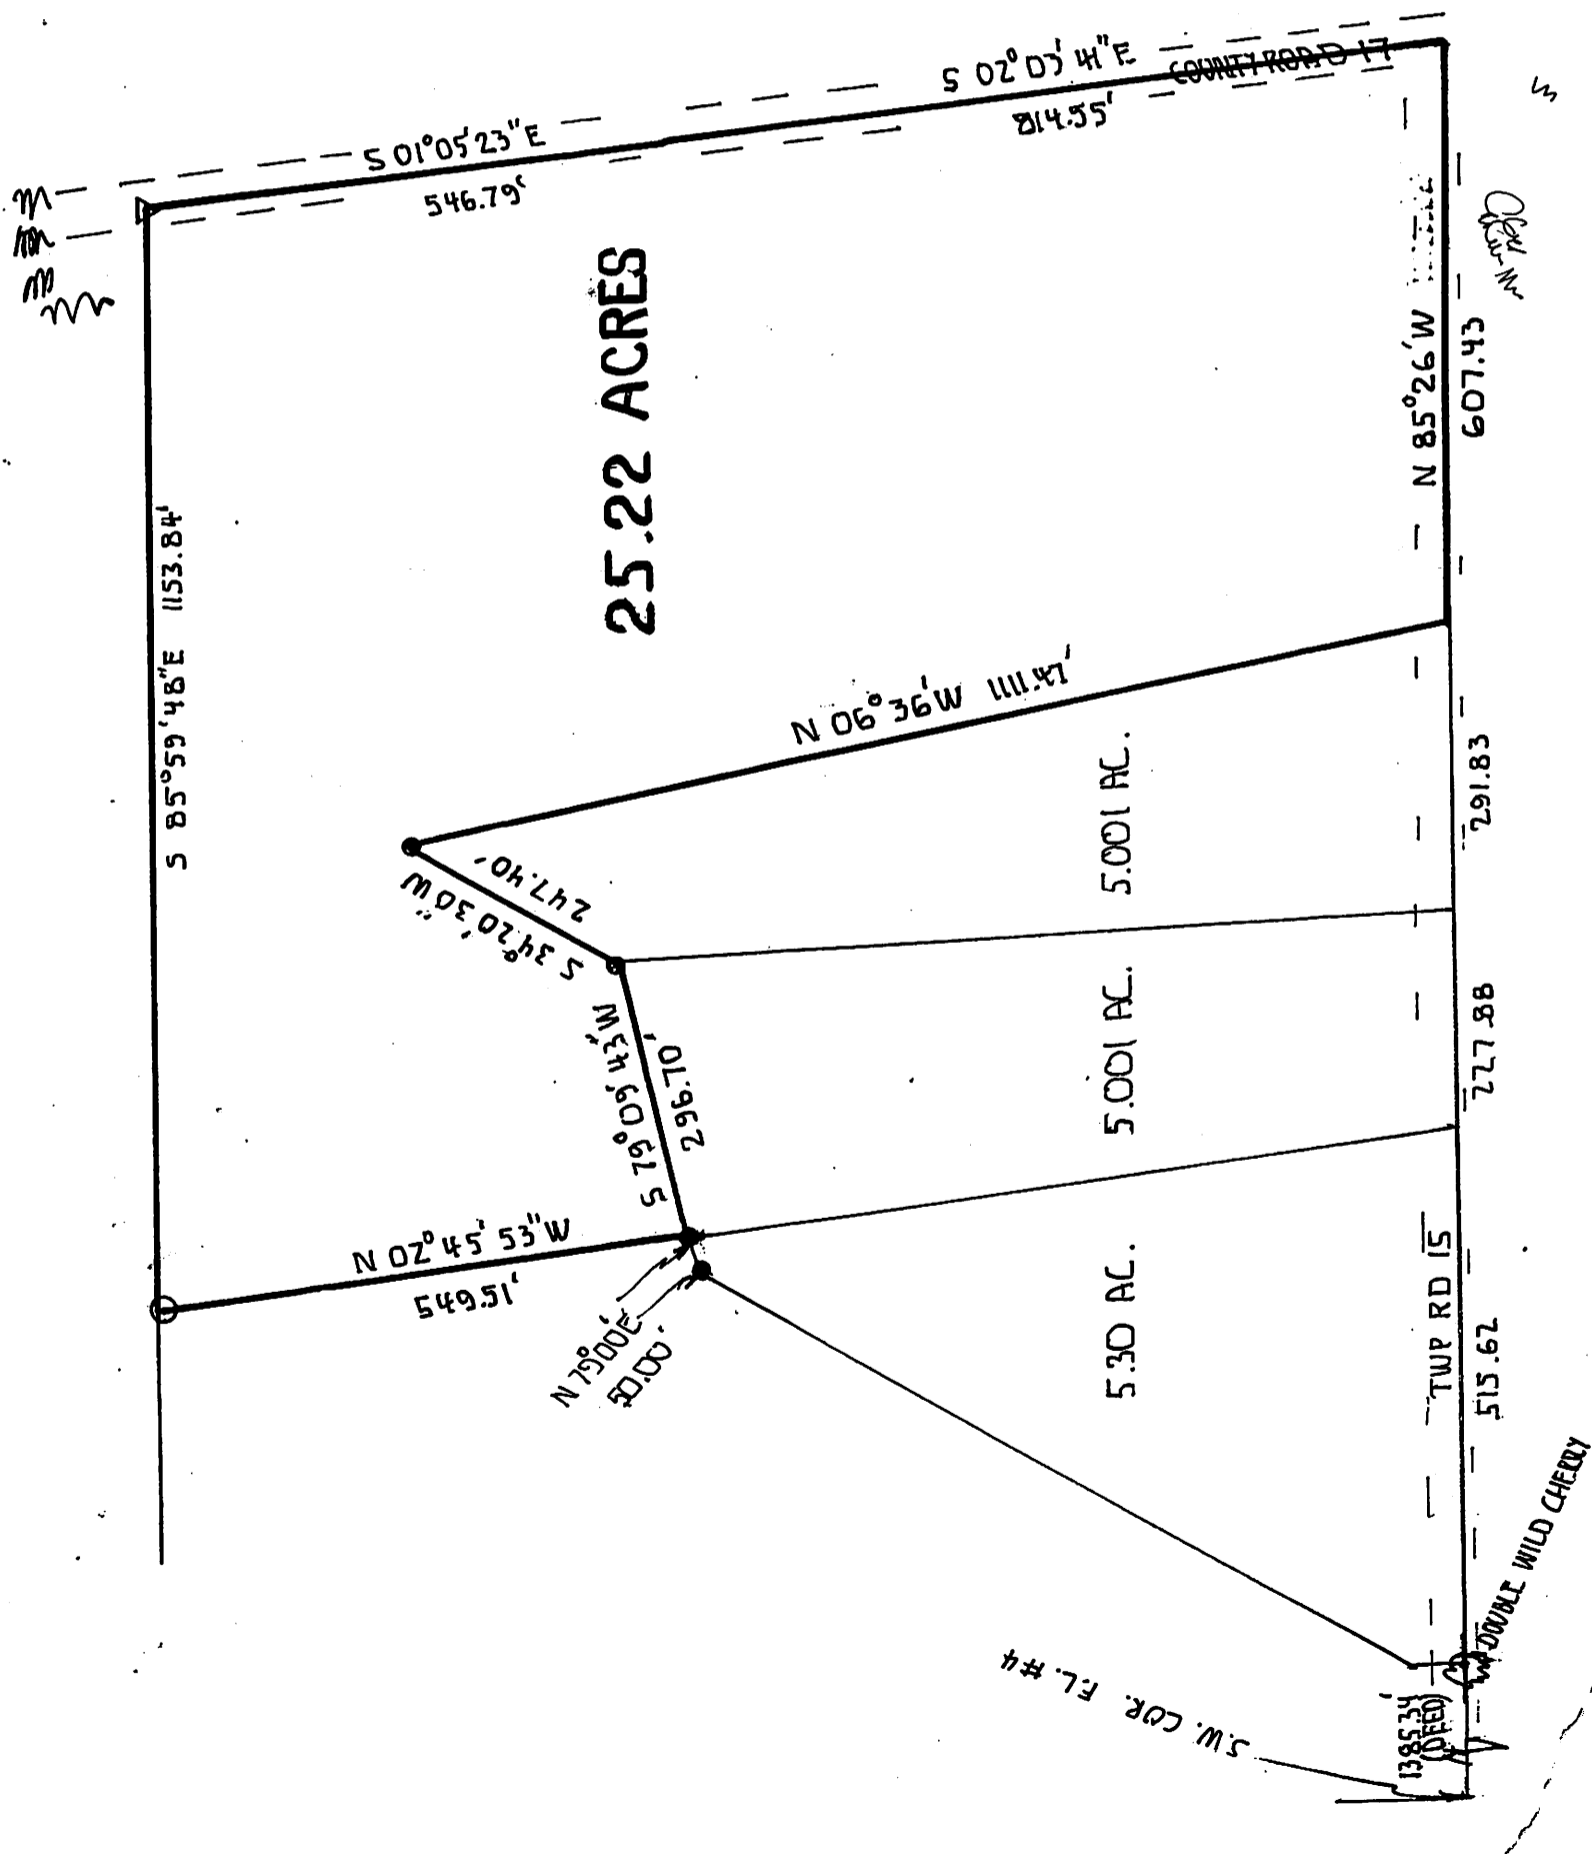 S 02° 03' 41" E
COUNTY ROAD 17
814.55'
S 01° 05' 23" E
546.79'
25.22 ACRES
S 85° 59' 48" E 1153.84'
N 85° 26' W
607.43
N 06° 36' W 1111.47'
S 34° 20' 30" W
247.40'
5.001 AC.
291.83
S 79° 09' 43" W
296.70'
5.001 AC.
227.88
N 02° 45' 53" W
549.51'
N 79° 00' E
50.00'
5.30 AC.
TWP RD 15
515.62
DOUBLE WILD CHERRY
S.W. COR. F.L. #4
1385.34'
(DEED)